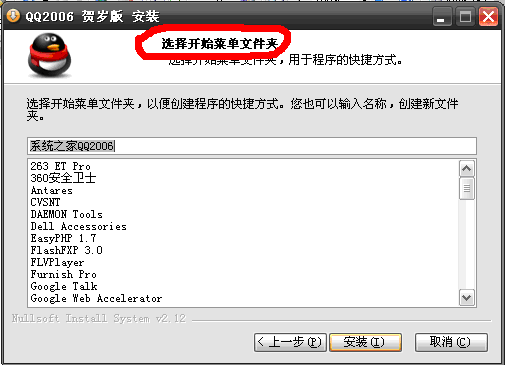 QQ2006 贺岁版 安装
选择开始菜单文件夹
选择开始菜单文件夹，用于程序的快捷方式。
选择开始菜单文件夹，以便创建程序的快捷方式。您也可以输入名称，创建新文件
夹。
系统之家QQ2006
263 ET Pro
360安全卫士
Antares
CVSNT
DAEMON Tools
Dell Accessories
EasyPHP 1.7
FlashFXP 3.0
FLVPlayer
Furnish Pro
Google Talk
Google Web Accelerator
Nullsoft Install System v2.12
< 上一步(P)
安装(I)
取消(C)